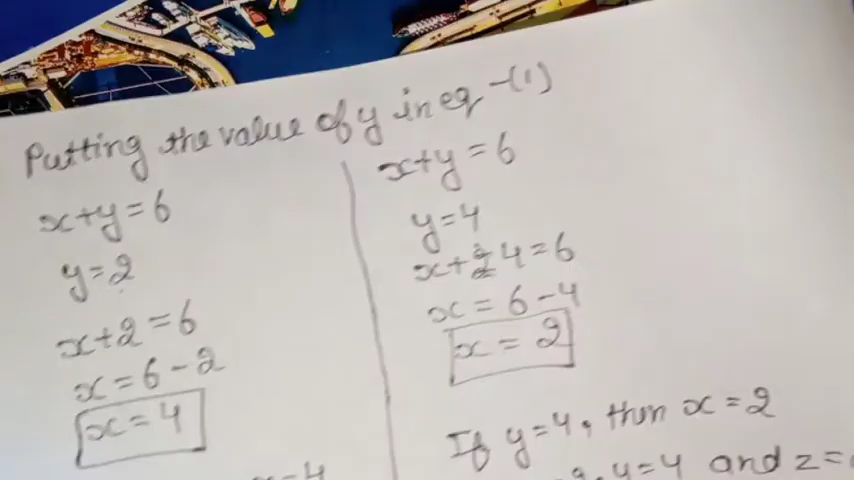 Putting the value of y in eq -(1)
x+y=6
y=2
x+2=6
x=6-2
x=4
x+y=6
y=4
x+4=6
x=6-4
x=2
If y=4, then x=2
y=4 and z=